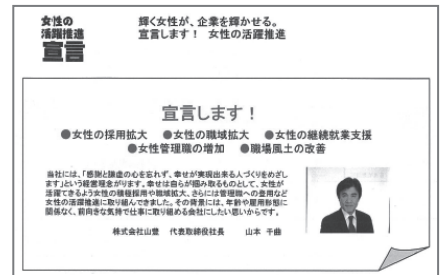 女性の
活躍推進
宣言
輝く女性が、企業を輝かせる。
宣言します！ 女性の活躍推進
宣言します！
●女性の採用拡大 ●女性の職域拡大 ●女性の継続就業支援
●女性管理職の増加 ●職場風土の改善
当社には、「感謝と謙虚の心を忘れず、幸せが実現出来る人づくりをめざし
ます」という経営理念があります。幸せは自らが掴み取るものとして、女性が
活躍できるよう女性の積極採用や職域拡大、さらには管理職への登用など
女性の活躍推進に取り組んできました。その背景には、年齢や雇用形態に
関係なく、前向きな気持で仕事に取り組める会社にしたい思いからです。
株式会社山豊 代表取締役社長 山本 千曲